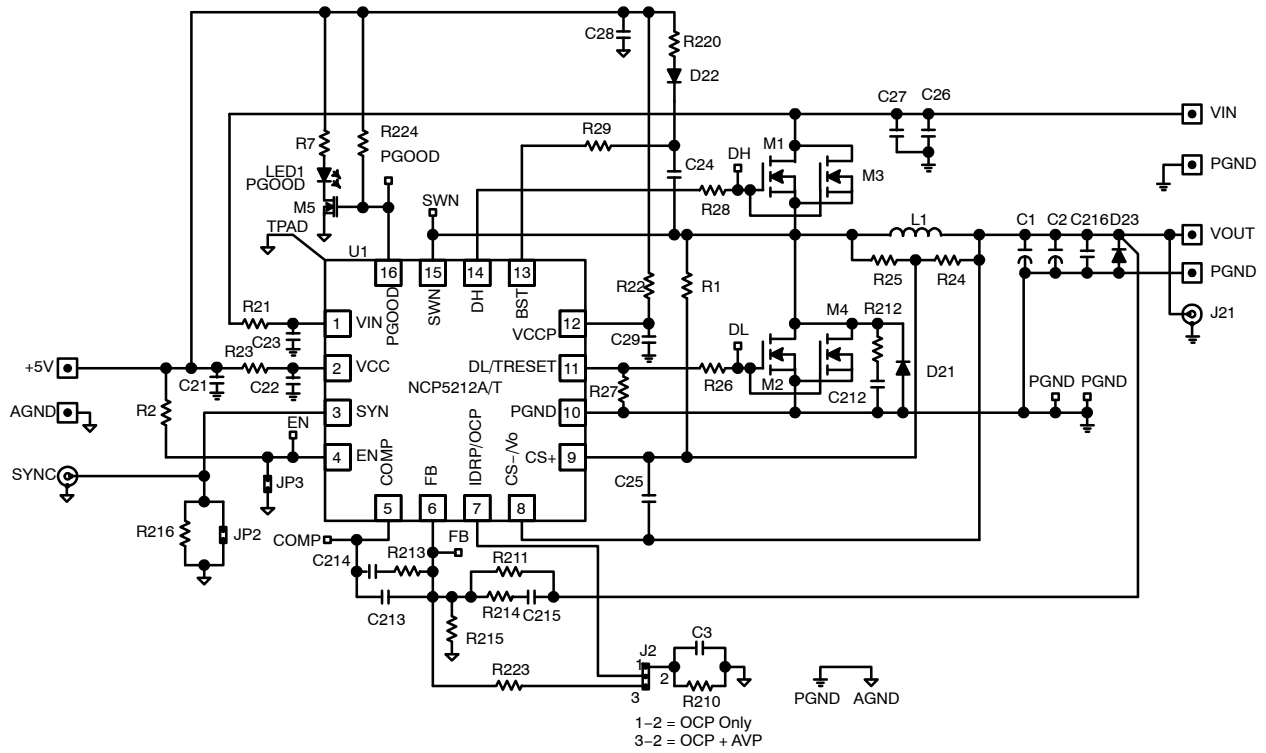 C28
R220
D22
C27 C26
VIN
R7
R224
PGOOD
R29
M1
LED1
PGOOD
C24
DH
M3
PGND
M5
SWN
R28
TPAD
L1
C1 C2 C216 D23
VOUT
U1
16 15 14 13
PGOOD
SWN
DH
BST
R25
R24
PGND
R21
R22
R1
1 VIN
VCCP 12
M4
R212
J21
C23
C29
DL
R23
+5V
2 VCC
DL/TRESET 11
C21
C22
NCP5212A/T
R27
R26
M2
D21
R2
C212
PGND PGND
AGND
3 SYN
PGND 10
EN
4 EN
COMP
FB
IDRP/OCP
CS−/Vo
CS+ 9
SYNC
JP3
C25
5 6 7 8
R216
JP2
COMP
FB
C214
R213
R211
C213
R214 C215
R215
C3
J2
1
R223
2
3
R210
PGND AGND
1−2 = OCP Only
3−2 = OCP + AVP